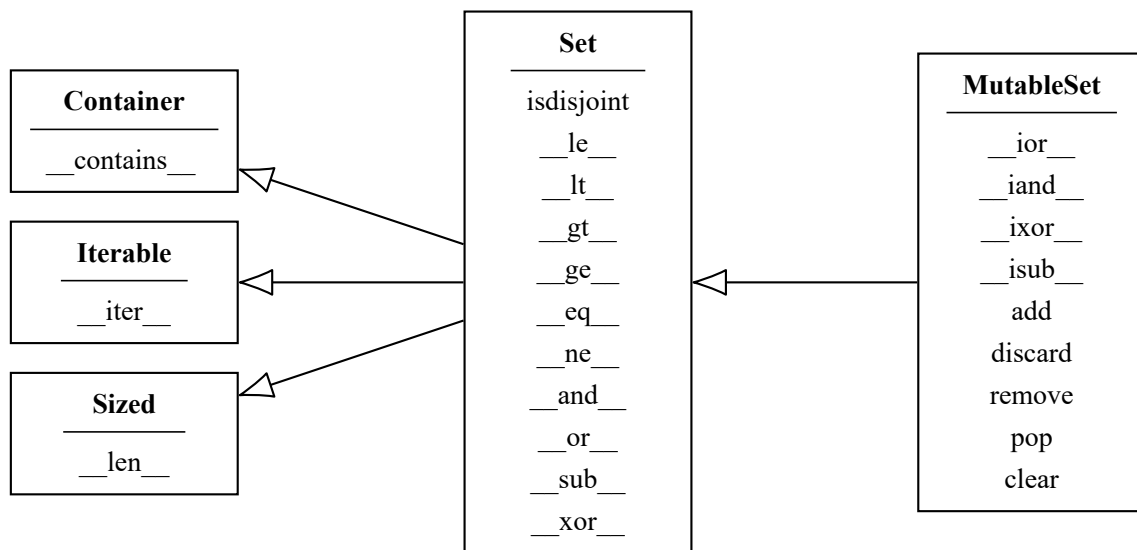 Container
__contains__
Iterable
__iter__
Sized
__len__
Set
isdisjoint
__le__
__lt__
__gt__
__ge__
__eq__
__ne__
__and__
__or__
__sub__
__xor__
MutableSet
__ior__
__iand__
__ixor__
__isub__
add
discard
remove
pop
clear